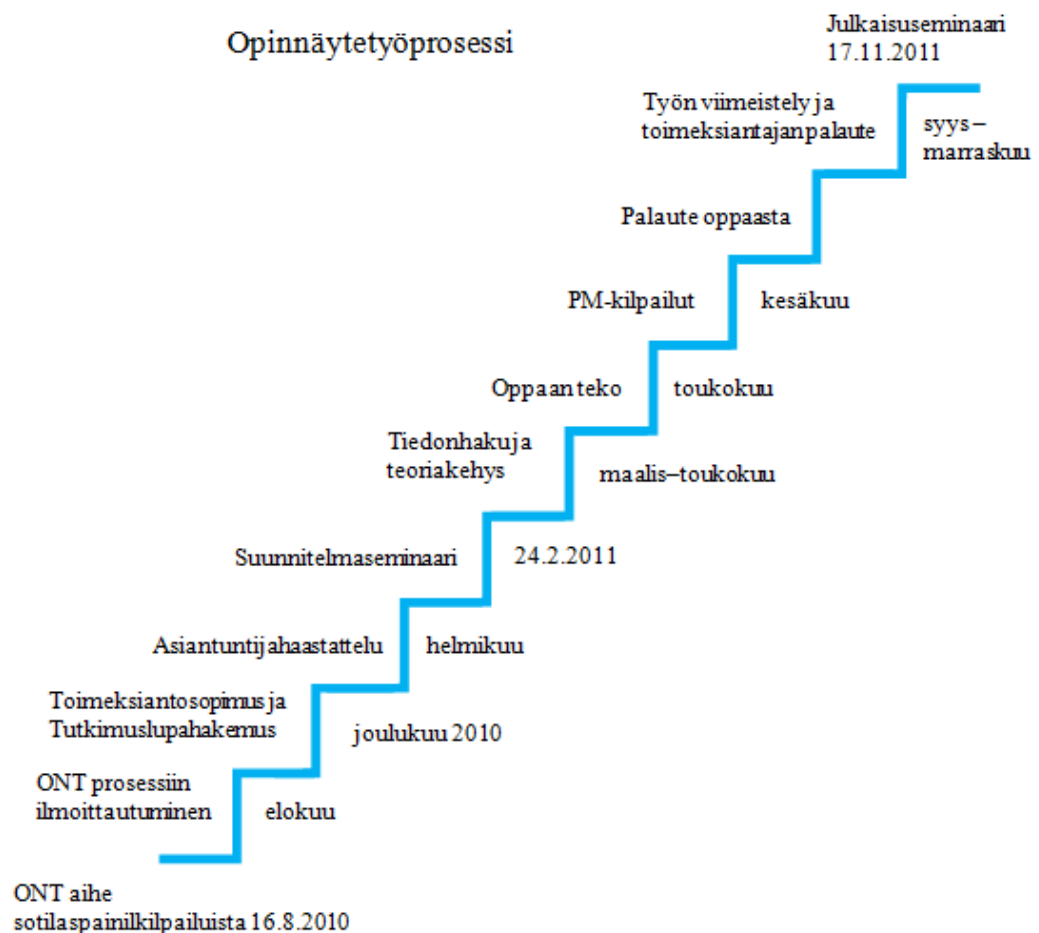 Opinnäytetyöprosessi
Julkaisuseminaari
17.11.2011
Työn viimeistely ja
toimeksiantajan palaute
syys –
marraskuu
Palaute oppaasta
PM-kilpailut
kesäkuu
Oppaan teko
toukokuu
Tiedonhaku ja
teoriakehys
maalis–toukokuu
Suunnitelmaseminaari
24.2.2011
Asiantuntijahaastattelu
helmikuu
Toimeksiantosopimus ja
Tutkimuslupahakemus
joulukuu 2010
ONT prosessiin
ilmoittautuminen
elokuu
ONT aihe
sotilaspainilkilpailuista 16.8.2010